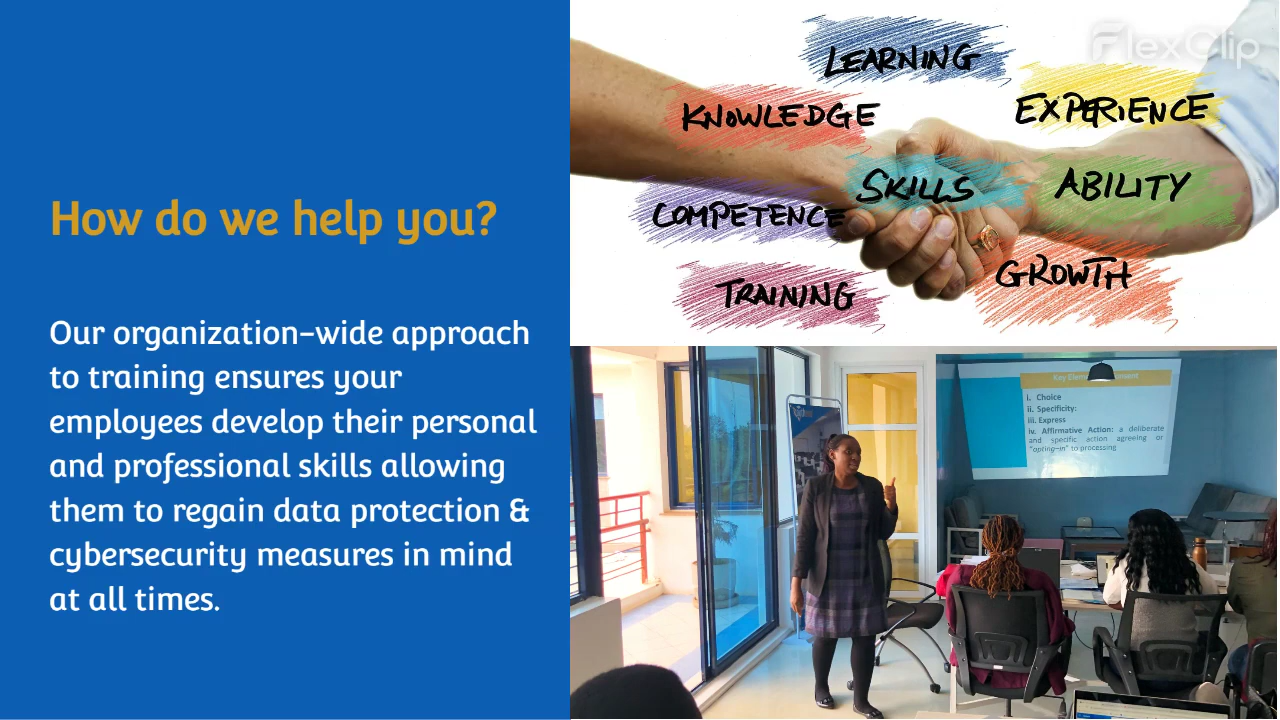 How do we help you?
Our organization-wide approach
to training ensures your
employees develop their personal
and professional skills allowing
them to regain data protection &
cybersecurity measures in mind
at all times.
FlexClip
LEARNING
KNOWLEDGE
EXPERIENCE
SKILLS
ABILITY
COMPETENCE
GROWTH
TRAINING
Key Elem
i. Choice
ii. Specificity:
iii. Express
iv. Affirmative Action: a deliberate
and specific action agreeing or
"opting-in" to processing